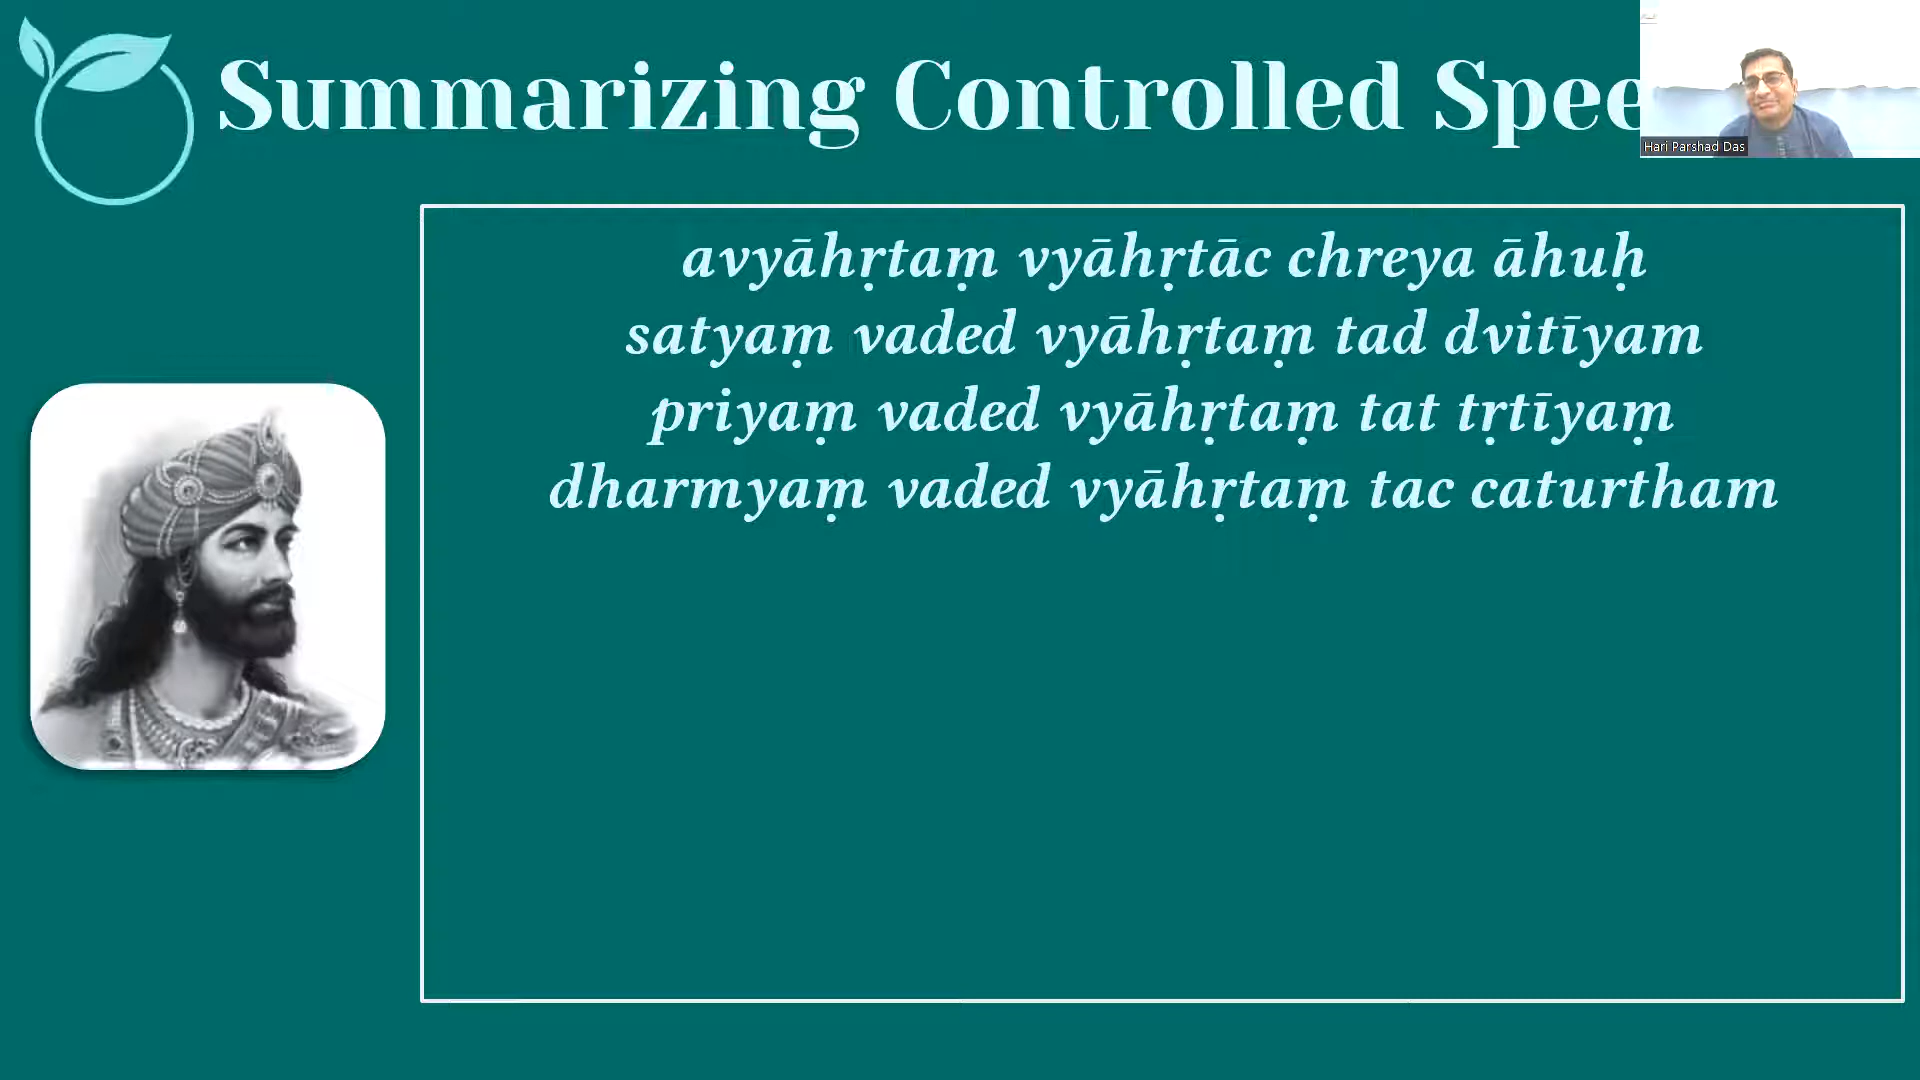 Summarizing Controlled Spee
Hari Parshad Das
avyāhṛtaṃ vyāhṛtāc chreya āhuḥ
satyaṃ vaded vyāhṛtaṃ tad dvitīyam
priyaṃ vaded vyāhṛtaṃ tat tṛtīyaṃ
dharmyaṃ vaded vyāhṛtaṃ tac caturtham